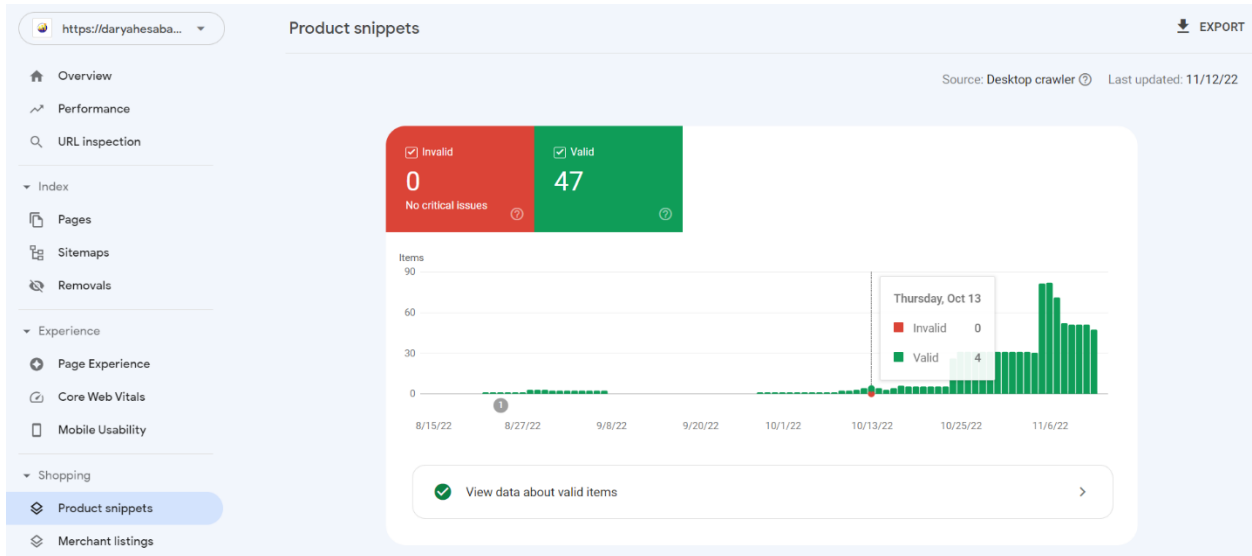 https://daryahesaba...
Product snippets
EXPORT
Overview
Performance
URL inspection
Index
Pages
Sitemaps
Removals
Experience
Page Experience
Core Web Vitals
Mobile Usability
Shopping
Product snippets
Merchant listings
Source: Desktop crawler Last updated: 11/12/22
Invalid
0
No critical issues
Valid
47
Items
90
60
30
0
Thursday, Oct 13
Invalid 0
Valid 4
1
8/15/22 8/27/22 9/8/22 9/20/22 10/1/22 10/13/22 10/25/22 11/6/22
View data about valid items